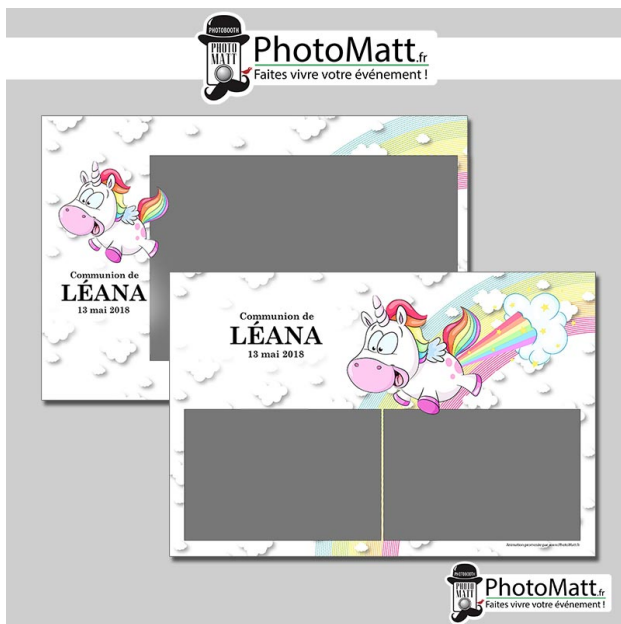 PHOTOBOOTH
PHOTO
MATT
PhotoMatt.fr
Faites vivre votre événement !
Communion de
LÉANA
13 mai 2018
Communion de
LÉANA
13 mai 2018
PHOTOBOOTH
PHOTO
MATT
PhotoMatt.fr
Faites vivre votre événement !